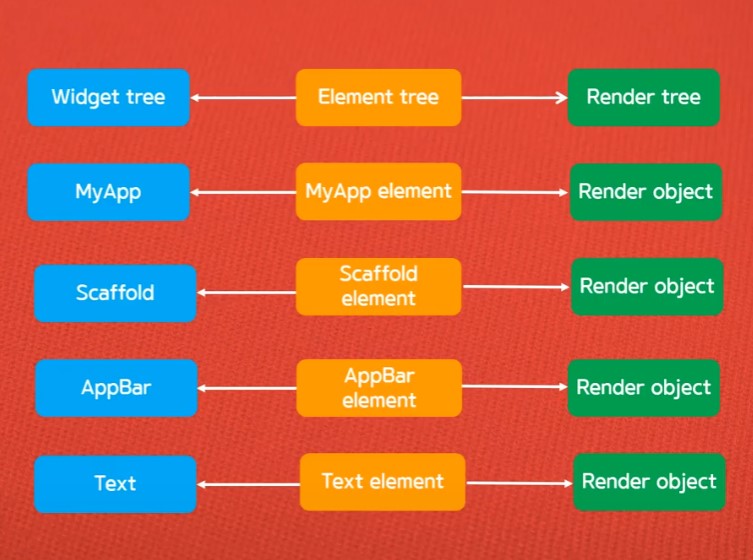 Widget tree
Element tree
Render tree
MyApp
MyApp element
Render object
Scaffold
Scaffold
element
Render object
AppBar
AppBar
element
Render object
Text
Text element
Render object